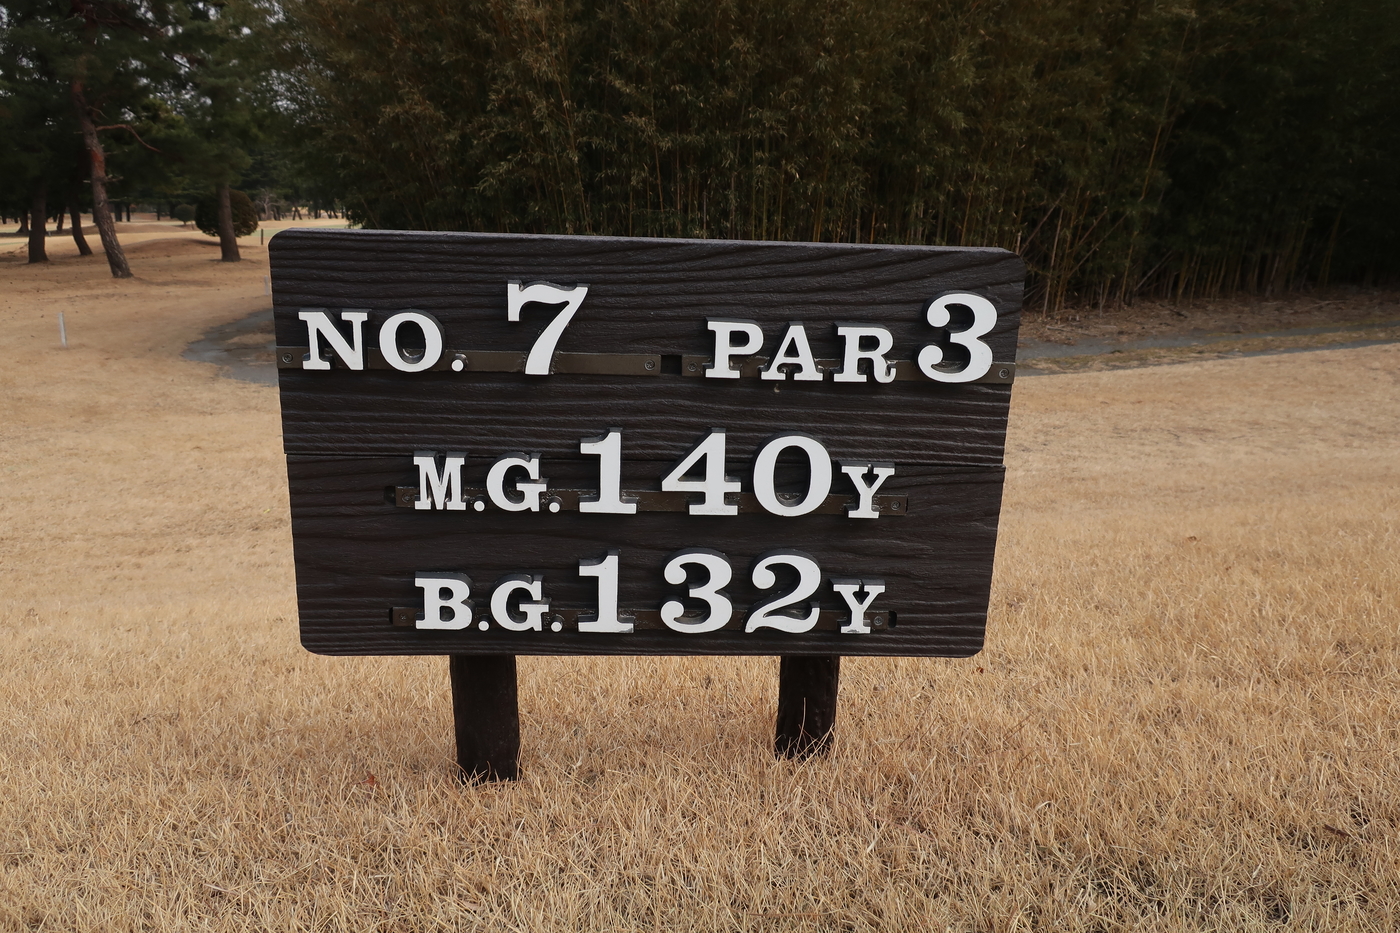 NO. 7 PAR 3
M.G. 140Y
B.G. 132Y